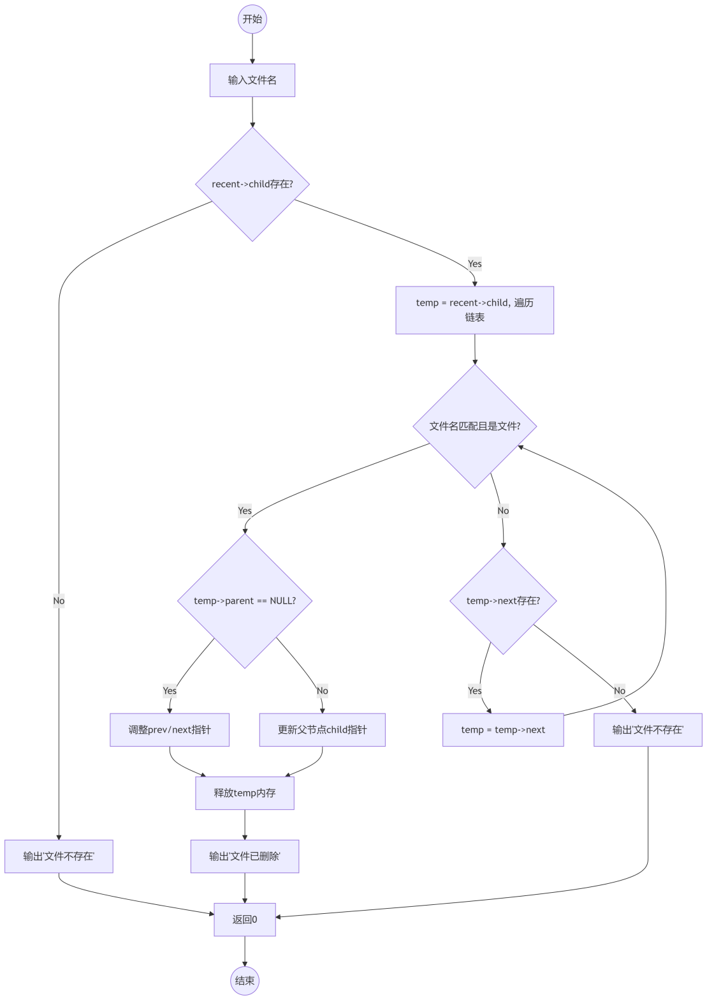 开始
输入文件名
recent->child存在?
Yes
temp = recent->child, 遍历
链表
文件名匹配且是文件?
Yes
No
No
temp->parent == NULL?
temp->next存在?
Yes
No
Yes
No
调整prev/next指针
更新父节点child指针
temp = temp->next
输出'文件不存在'
释放temp内存
输出'文件不存在'
输出'文件已删除'
返回0
结束